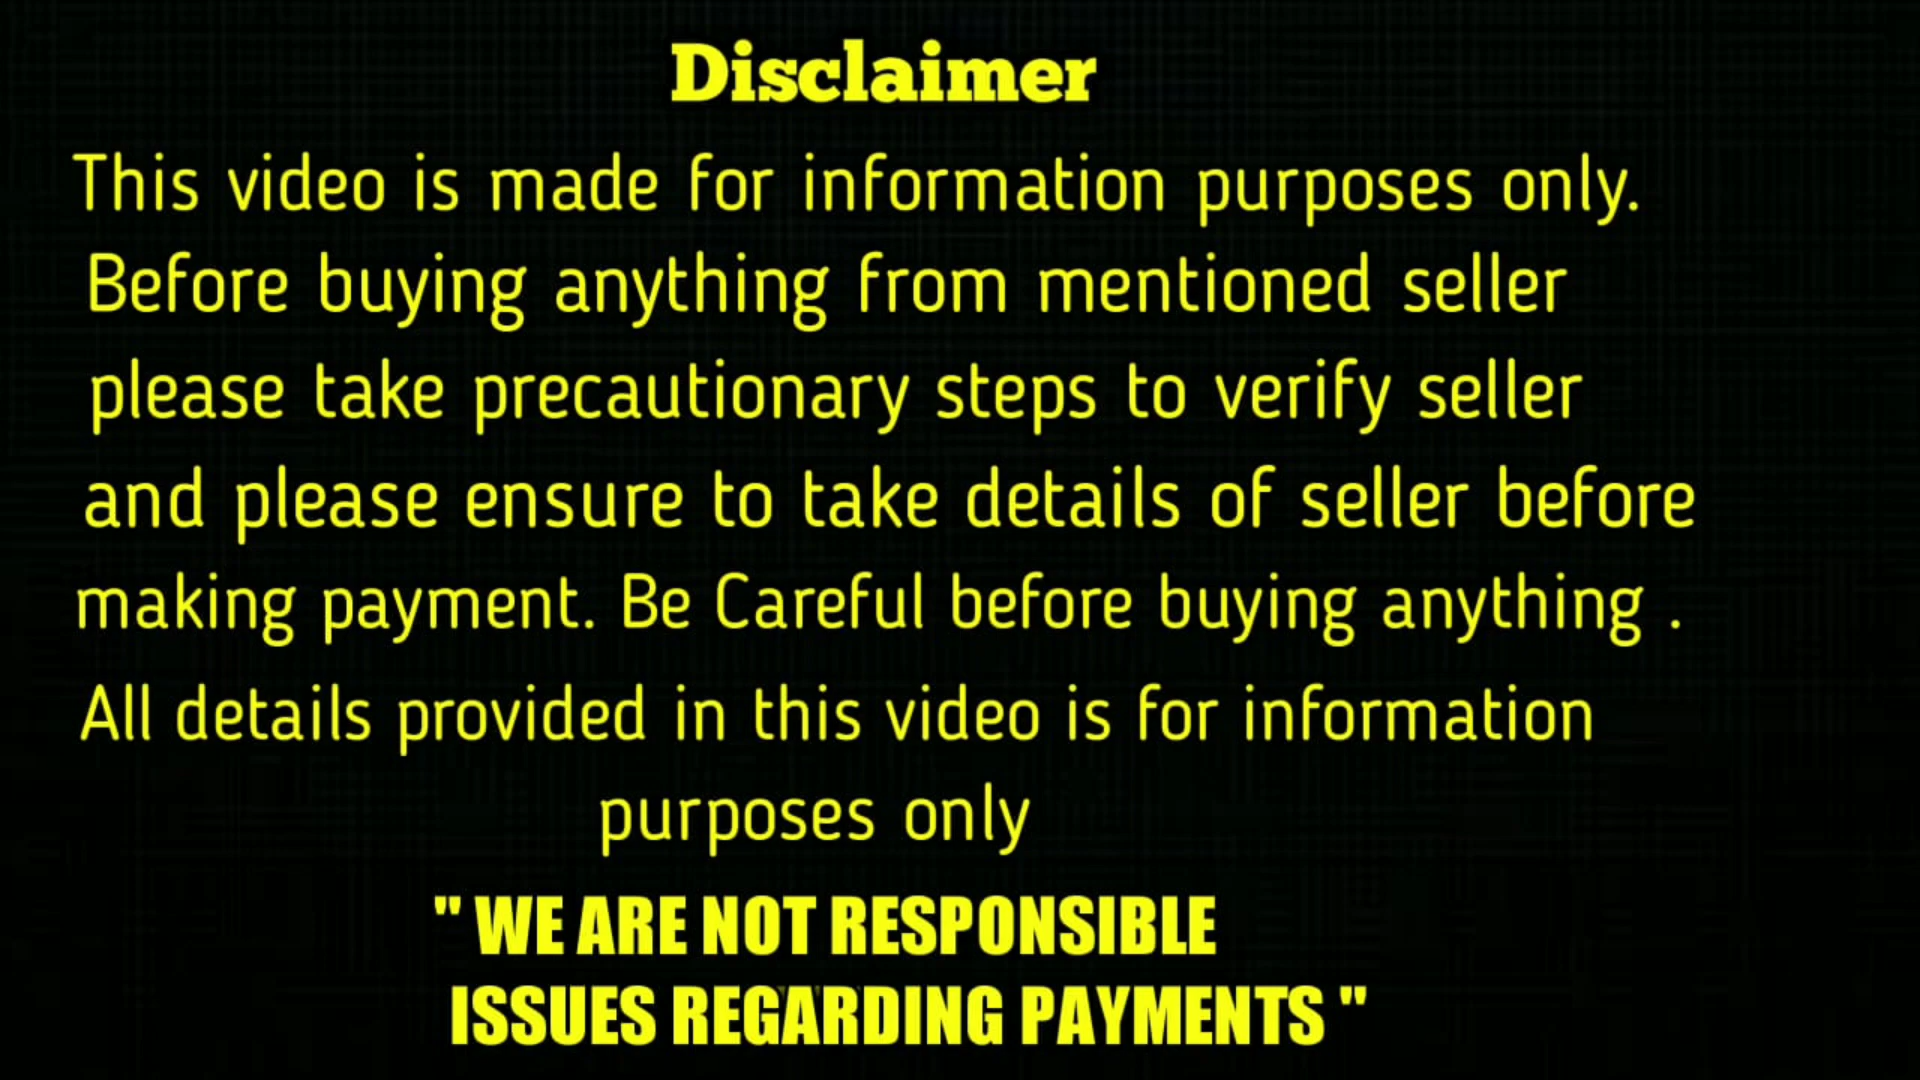 Disclaimer
This video is made for information purposes only.
Before buying anything from mentioned seller
please take precautionary steps to verify seller
and please ensure to take details of seller before
making payment. Be Careful before buying anything .
All details provided in this video is for information
purposes only
" WE ARE NOT RESPONSIBLE
ISSUES REGARDING PAYMENTS "